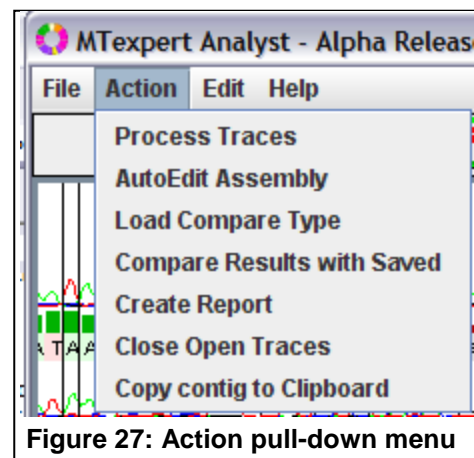 MTexpert Analyst - Alpha Releas
File Action Edit Help
Process Traces
AutoEdit Assembly
Load Compare Type
Compare Results with Saved
Create Report
Close Open Traces
Copy contig to Clipboard
T A A
Figure 27: Action pull-down menu